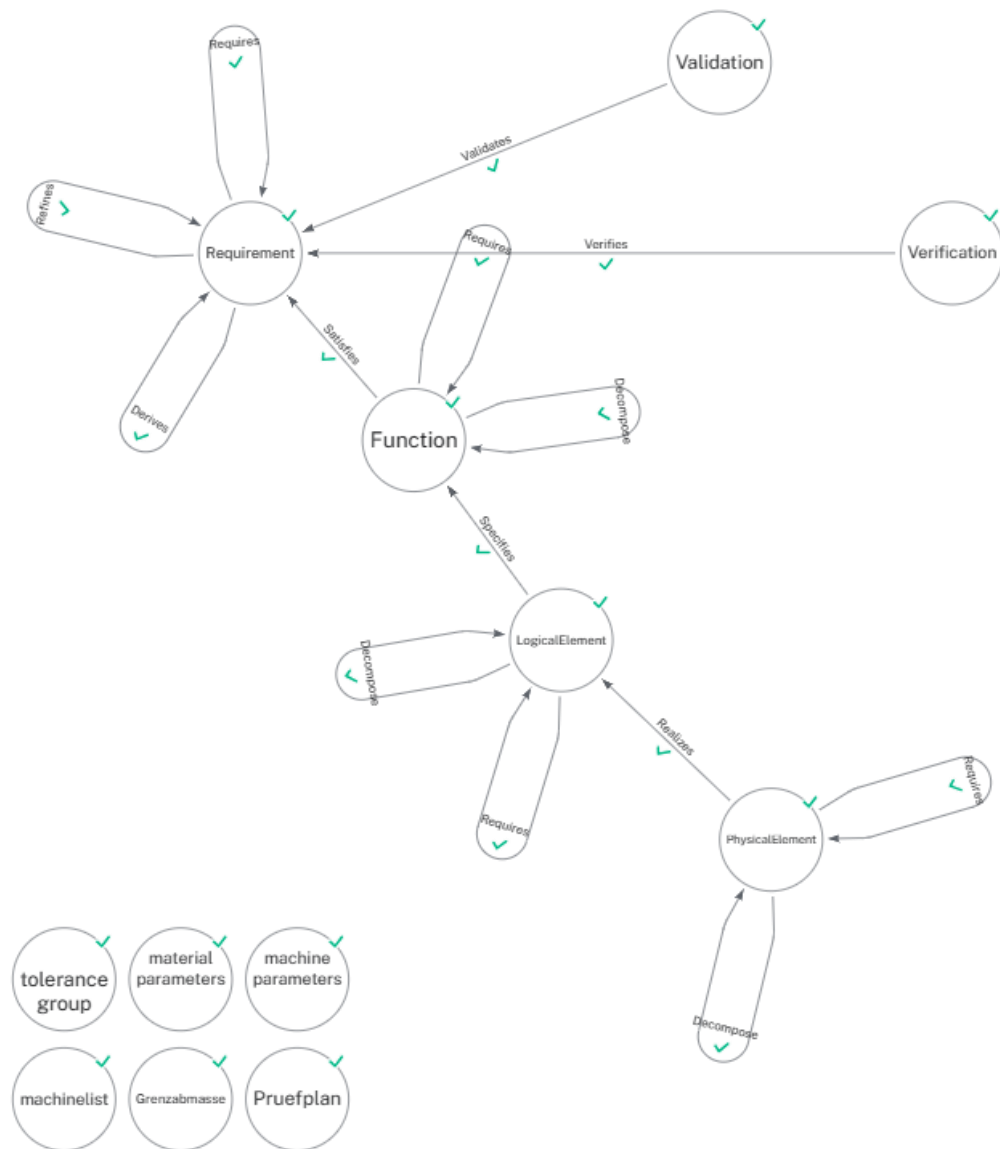 Requires
Validation
Validates
Refines
Requirement
Requires
Verifies
Verification
Satisfies
Derives
Decompose
Function
Specifies
LogicalElement
Decompose
Realizes
Requires
Requires
PhysicalElement
Decompose
tolerance
group
material
parameters
machine
parameters
machinelist
Grenzabmasse
Pruefplan